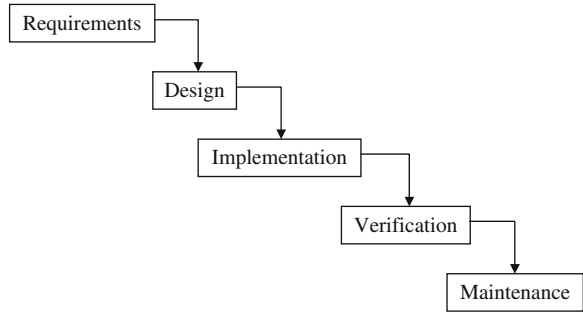 Requirements
Design
Implementation
Verification
Maintenance